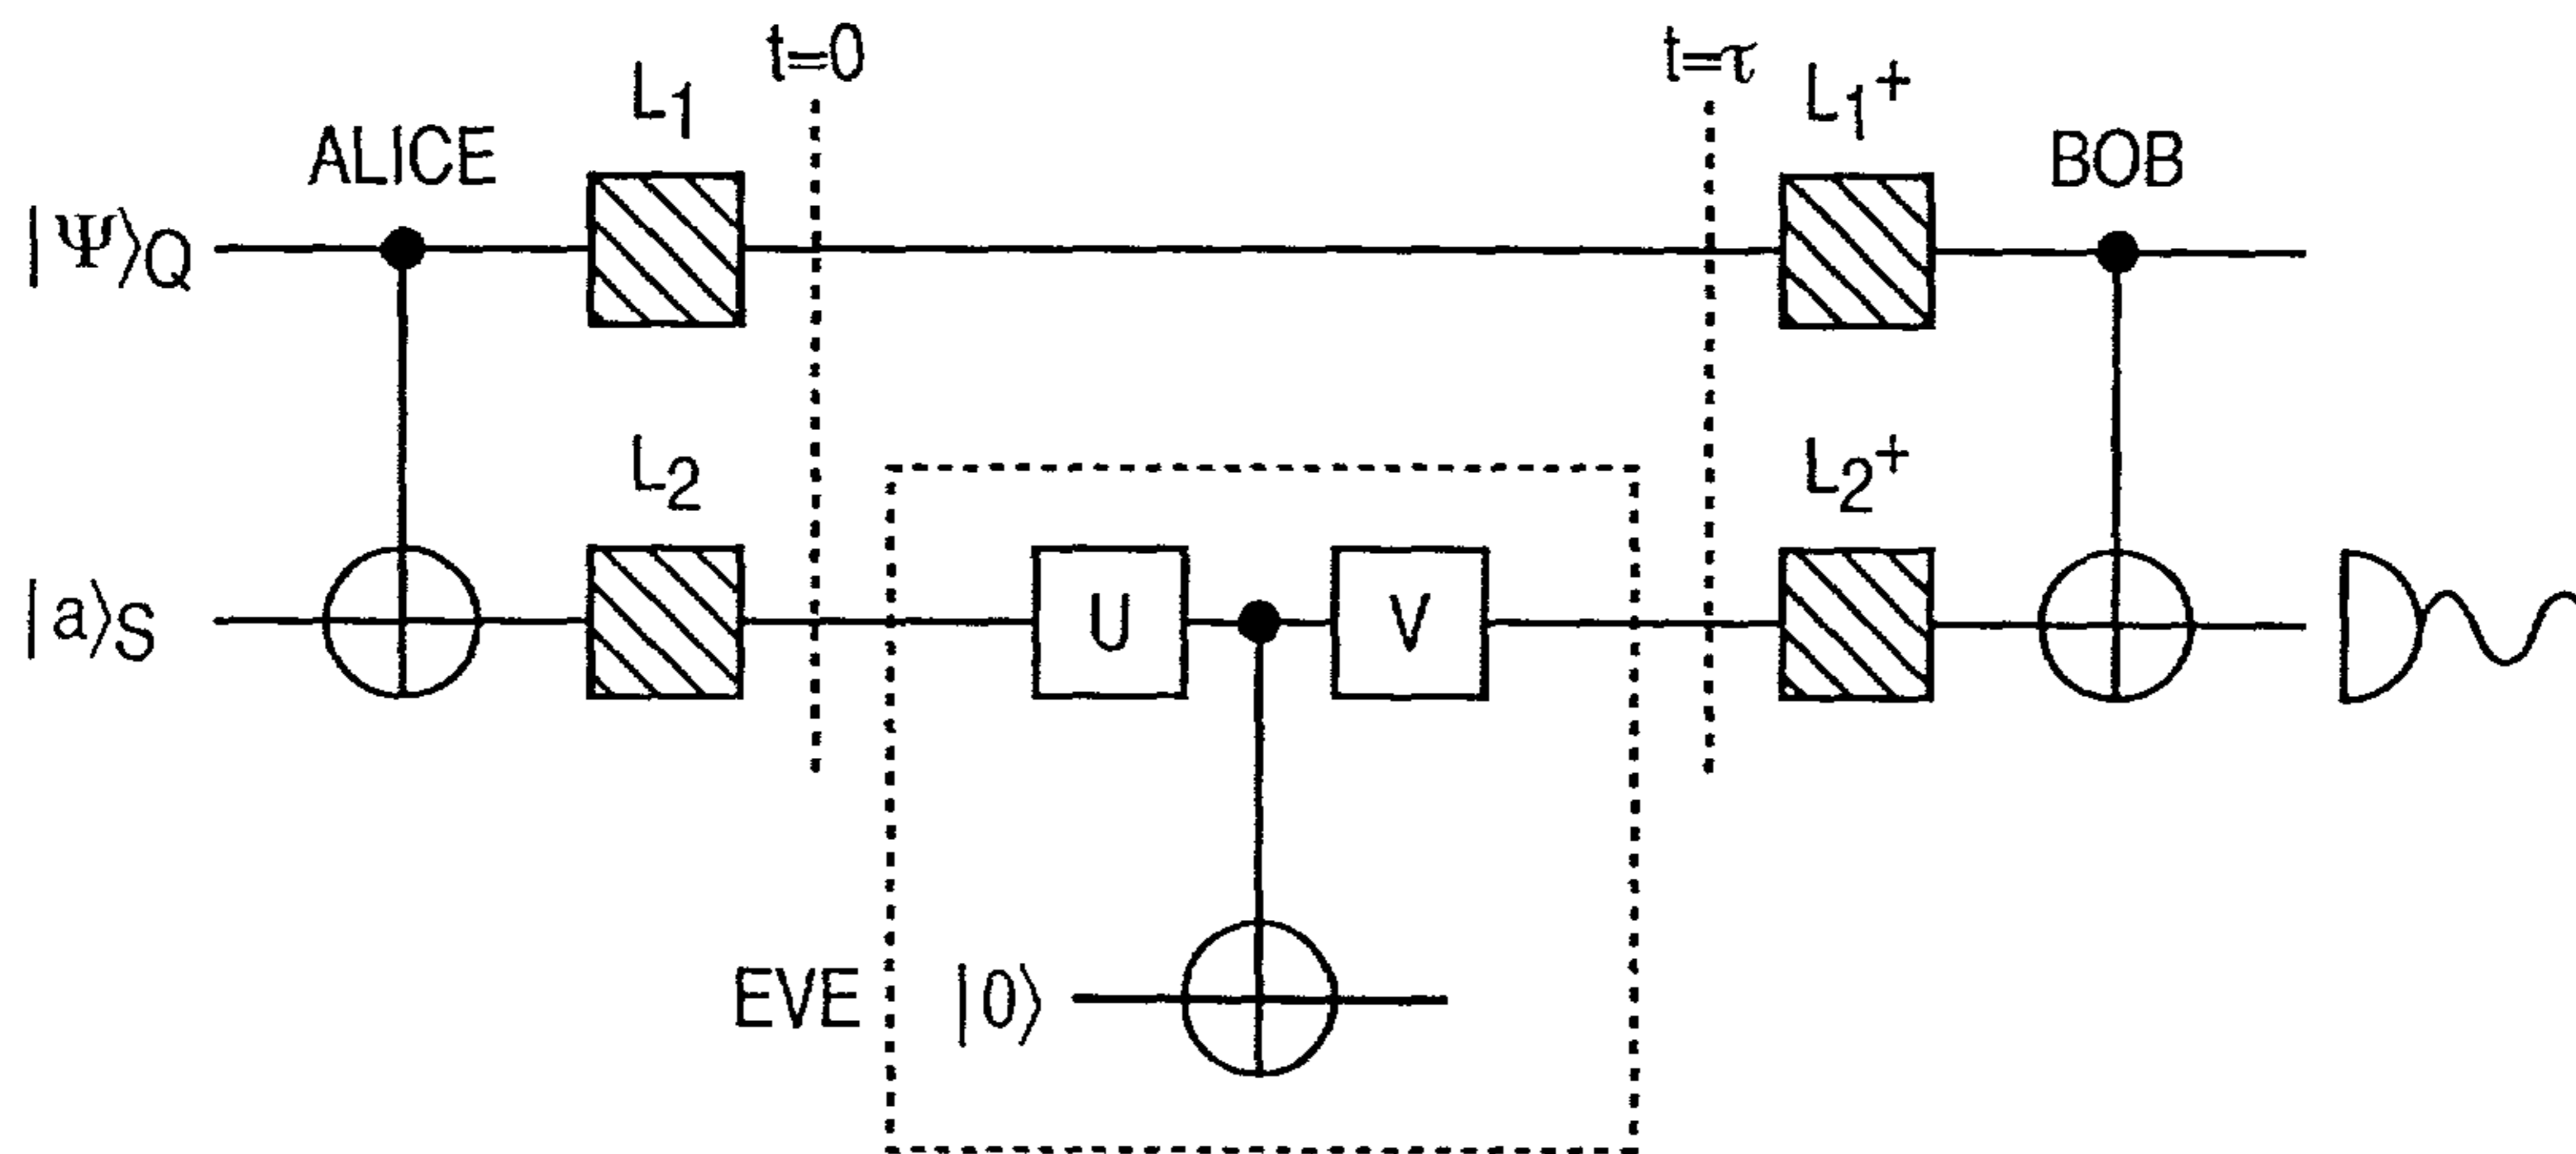 t=0
t=τ
L1
L1+
ALICE
BOB
|Ψ⟩Q
L2
L2+
|a⟩S
U
V
EVE |0⟩